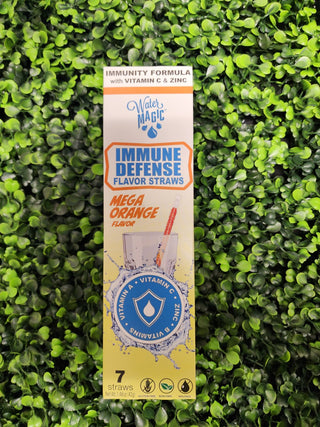 IMMUNITY FORMULA
with VITAMIN C & ZINC
Water
MAGIC
IMMUNE
DEFENSE
FLAVOR STRAWS
MEGA
ORANGE
FLAVOR
VITAMIN A • VITAMIN C • ZINC • B VITAMINS •
7
straws